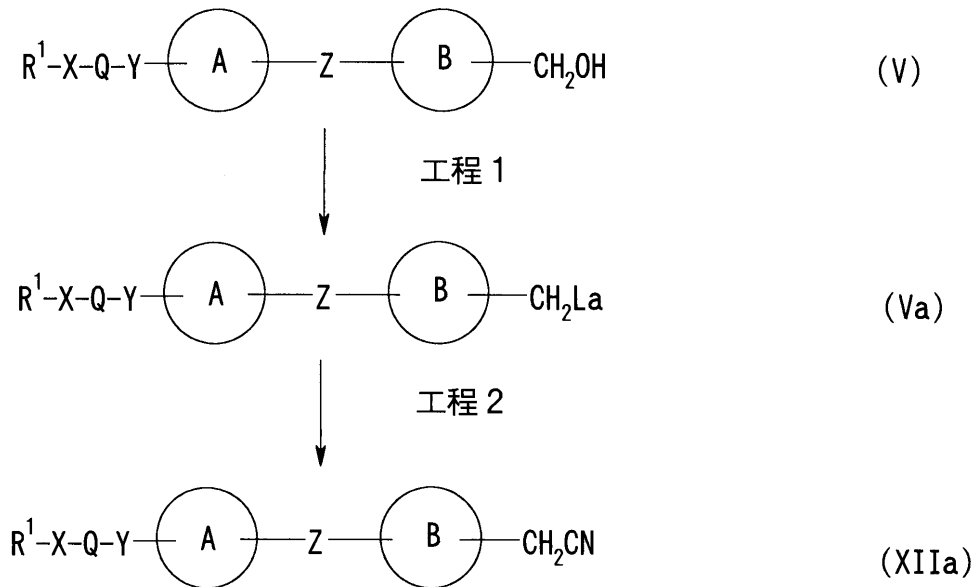 R¹-X-Q-Y A Z B CH₂OH (V)
工程1
R¹-X-Q-Y A Z B CH₂La (Va)
工程2
R¹-X-Q-Y A Z B CH₂CN (XIIa)